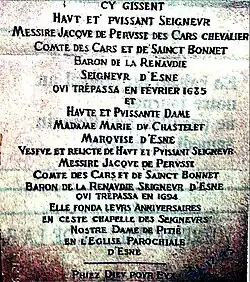 CY GISSENT
HAVT ET PVISSANT SEIGNEVR
MESSIRE JACQVE DE PERVSSE DES CARS CHEVALIER
COMTE DES CARS ET DE SAINCT BONNET
BARON DE LA RENAVDIE
SEIGNEVR D'ESNE
QVI TRÉPASSA EN FÉVRIER 1635
ET
HAVTE ET PVISSANTE DAME
MADAME MARIE DV CHASTELET
MARQVISE D'ESNE
VESEVE ET RELICTE DE HAVT ET PVISSANT SEIGNEVR
MESSIRE JACQVE DE PERVSSE
COMTE DES CARS ET DE SAINCT BONNET
BARON DE LA RENAVDIE SEIGNEVR D'ESNE
QVI TRÉPASSA EN 1694
ELLE FONDA LEVRS ANNIVERSAIRES
EN CESTE CHAPELLE DES SEIGNEVRS
NOSTRE DAME DE PITIÉ
EN L'EGLISE PAROCHIALE
D'ESNE
PRIEZ DIEV POVR EVX